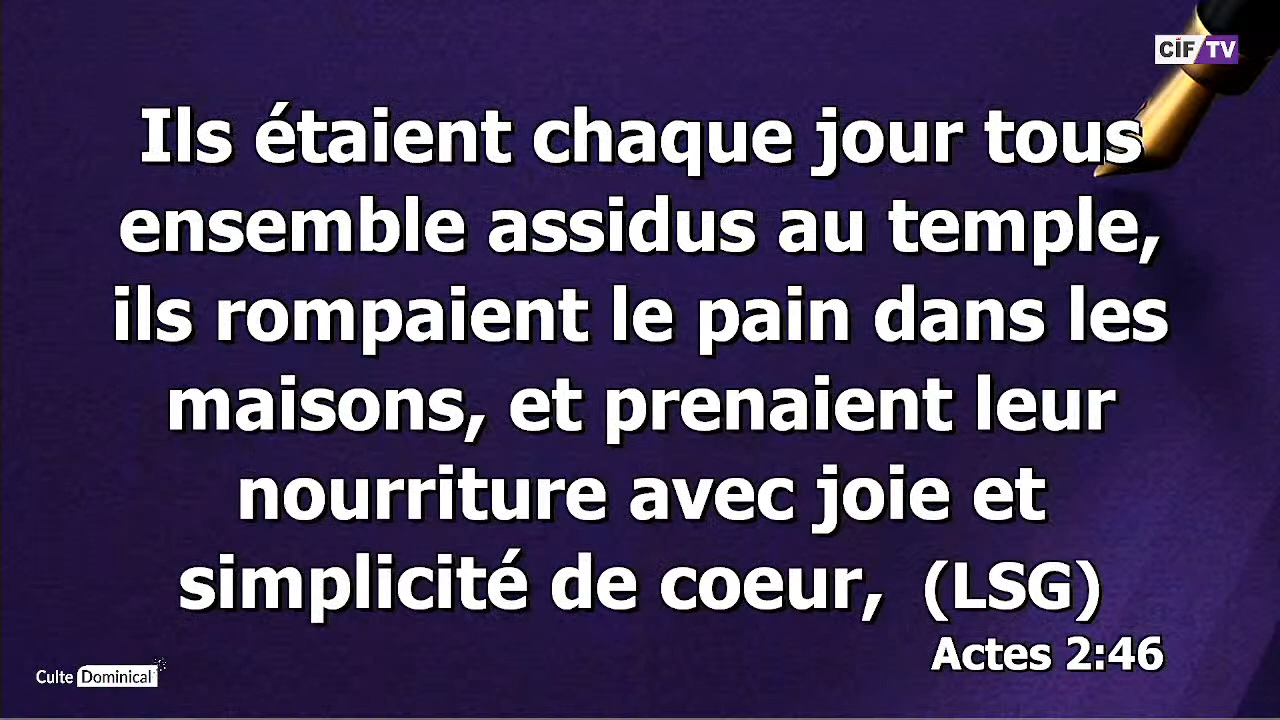 CIF TV
Ils étaient chaque jour tous
ensemble assidus au temple,
ils rompaient le pain dans les
maisons, et prenaient leur
nourriture avec joie et
simplicité de coeur, (LSG)
Actes 2:46
Culte Dominical